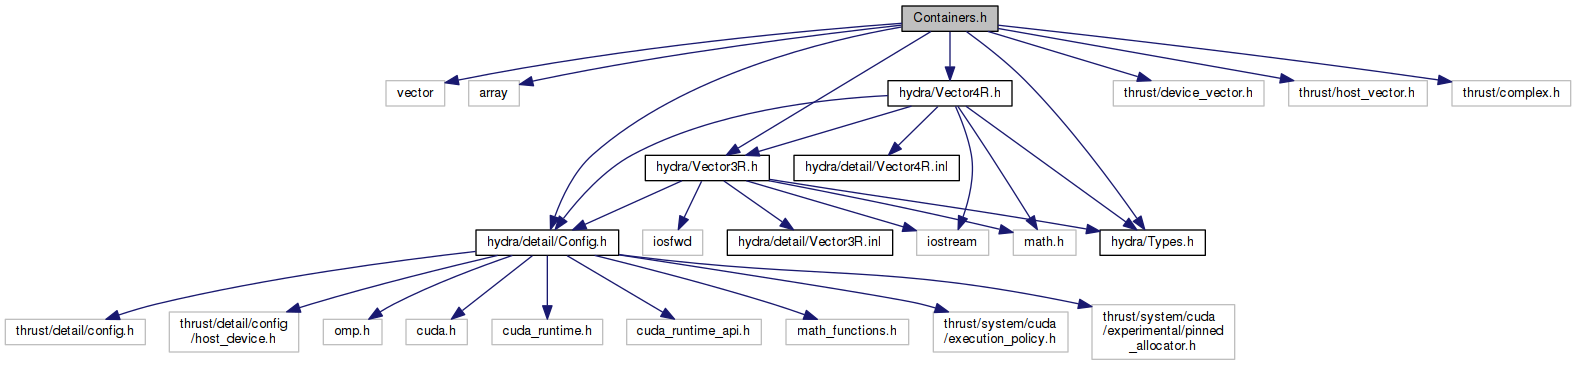 Containers.h
vector
array
hydra/Vector4R.h
thrust/device_vector.h
thrust/host_vector.h
thrust/complex.h
hydra/Vector3R.h
hydra/detail/Vector4R.inl
hydra/detail/Config.h
iosfwd
hydra/detail/Vector3R.inl
iostream
math.h
hydra/Types.h
thrust/detail/config.h
thrust/detail/config
/host_device.h
omp.h
cuda.h
cuda_runtime.h
cuda_runtime_api.h
math_functions.h
thrust/system/cuda
/execution_policy.h
thrust/system/cuda
/experimental/pinned
_allocator.h